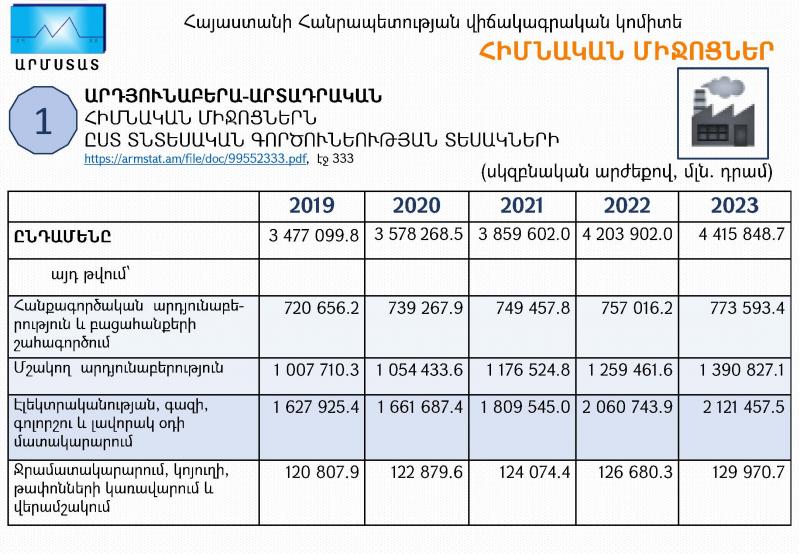 Հայաստանի Հանրապետության վիճակագրական կոմիտե
ՀԻՄՆԱԿԱՆ ՄԻՋՈՑՆԵՐ
ԱՐՄՍՏԱՏ
1
ԱՐԴՅՈՒՆԱԲԵՐԱ-ԱՐՏԱԴՐԱԿԱՆ
ՀԻՄՆԱԿԱՆ ՄԻՋՈՑՆԵՐՆ
ԸՍՏ ՏՆՏԵՍԱԿԱՆ ԳՈՐԾՈՒՆԵՈՒԹՅԱՆ ՏԵՍԱԿՆԵՐԻ
https://armstat.am/file/doc/99552333.pdf, էջ 333
(սկզբնական արժեքով, մլն. դրամ)
2019 2020 2021 2022 2023
ԸՆԴԱՄԵՆԸ 3 477 099.8 3 578 268.5 3 859 602.0 4 203 902.0 4 415 848.7
այդ թվում՝
Հանքագործական արդյունաբե-
րություն և բացահանքերի
շահագործում
720 656.2 739 267.9 749 457.8 757 016.2 773 593.4
Մշակող արդյունաբերություն 1 007 710.3 1 054 433.6 1 176 524.8 1 259 461.6 1 390 827.1
Էլեկտրականության, գազի,
գոլորշու և լավորակ օդի
մատակարարում
1 627 925.4 1 661 687.4 1 809 545.0 2 060 743.9 2 121 457.5
Ջրամատակարարում, կոյուղի,
թափոնների կառավարում և
վերամշակում
120 807.9 122 879.6 124 074.4 126 680.3 129 970.7